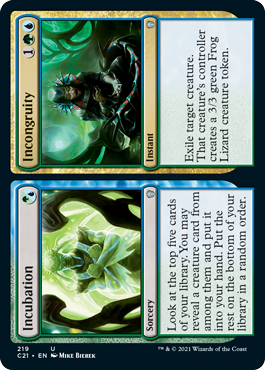 Incubation
Sorcery
Look at the top five cards
of your library. You may
reveal a creature card from
among them and put it
into your hand. Put the
rest on the bottom of your
library in a random order.
Incongruity
1
Instant
Exile target creature.
That creature's controller
creates a 3/3 green Frog
Lizard creature token.
219 U
C21 • EN Mike Bierek
™ & © 2021 Wizards of the Coast